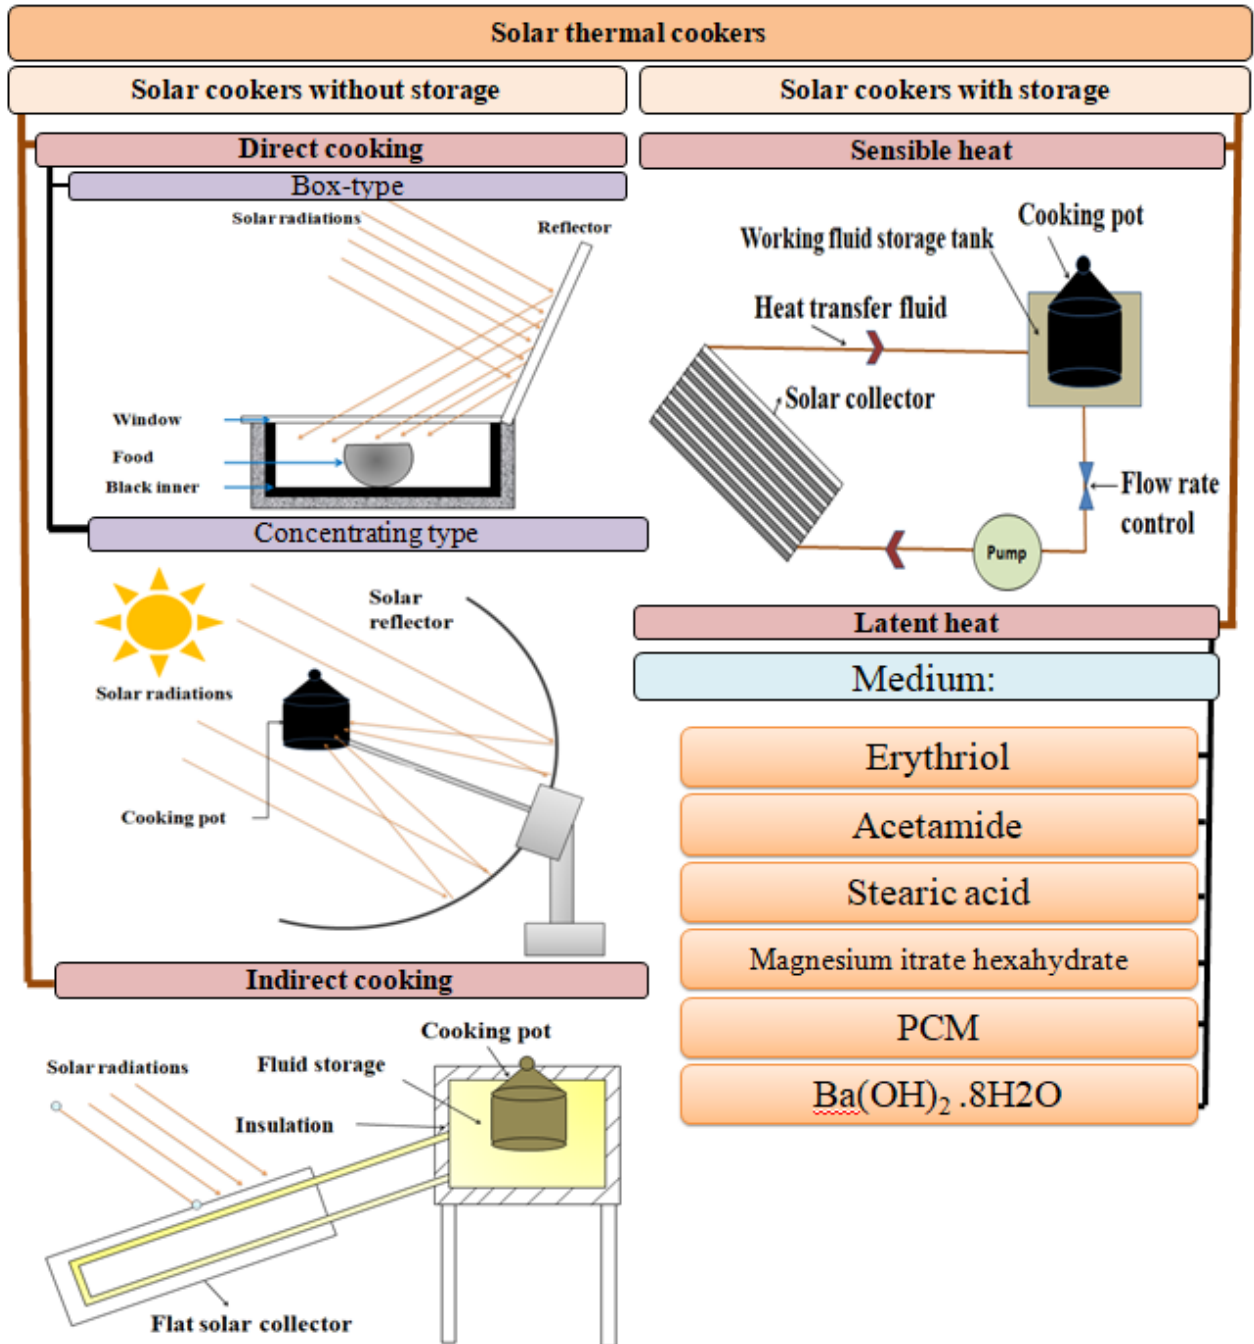 Solar thermal cookers
Solar cookers without storage
Direct cooking
Box-type
Solar radiations
Reflector
Window
Food
Black inner
Concentrating type
Solar
reflector
Solar radiations
Cooking pot
Indirect cooking
Cooking pot
Fluid storage
Solar radiations
Insulation
Flat solar collector
Solar cookers with storage
Sensible heat
Cooking pot
Working fluid storage tank
Heat transfer fluid
Solar collector
Flow rate
control
Pump
Latent heat
Medium:
Erythriol
Acetamide
Stearic acid
Magnesium itrate hexahydrate
PCM
Ba(OH)₂ .8H2O